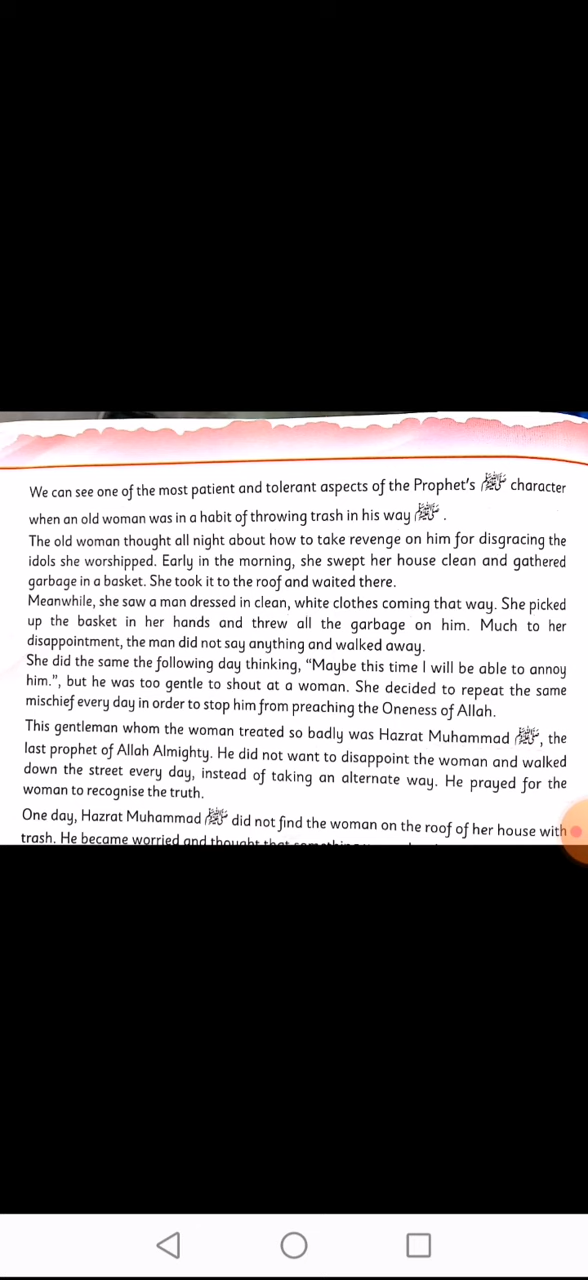 We can see one of the most patient and tolerant aspects of the Prophet's ﷺ character
when an old woman was in a habit of throwing trash in his way ﷺ .
The old woman thought all night about how to take revenge on him for disgracing the
idols she worshipped. Early in the morning, she swept her house clean and gathered
garbage in a basket. She took it to the roof and waited there.
Meanwhile, she saw a man dressed in clean, white clothes coming that way. She picked
up the basket in her hands and threw all the garbage on him. Much to her
disappointment, the man did not say anything and walked away.
She did the same the following day thinking, “Maybe this time I will be able to annoy
him.”, but he was too gentle to shout at a woman. She decided to repeat the same
mischief every day in order to stop him from preaching the Oneness of Allah.
This gentleman whom the woman treated so badly was Hazrat Muhammad ﷺ, the
last prophet of Allah Almighty. He did not want to disappoint the woman and walked
down the street every day, instead of taking an alternate way. He prayed for the
woman to recognise the truth.
One day, Hazrat Muhammad ﷺ did not find the woman on the roof of her house with
trash. He became worried and thought that